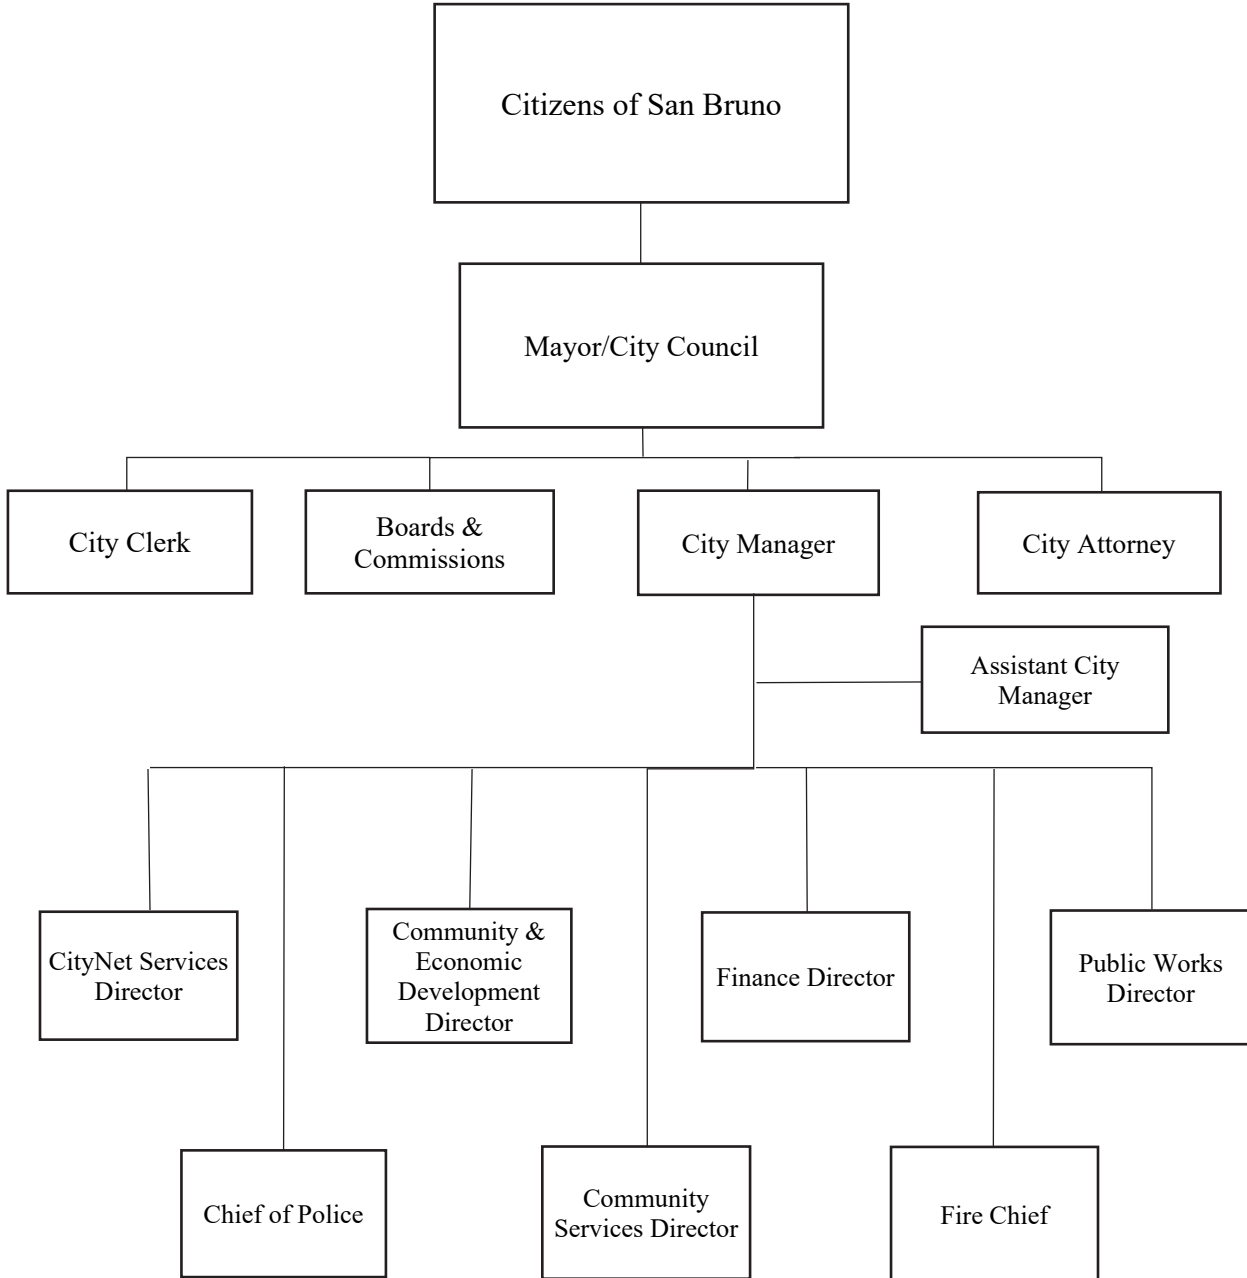 Citizens of San Bruno
Mayor/City Council
City Clerk
Boards &
Commissions
City Manager
City Attorney
Assistant City
Manager
CityNet Services
Director
Community &
Economic
Development
Director
Finance Director
Public Works
Director
Chief of Police
Community
Services Director
Fire Chief